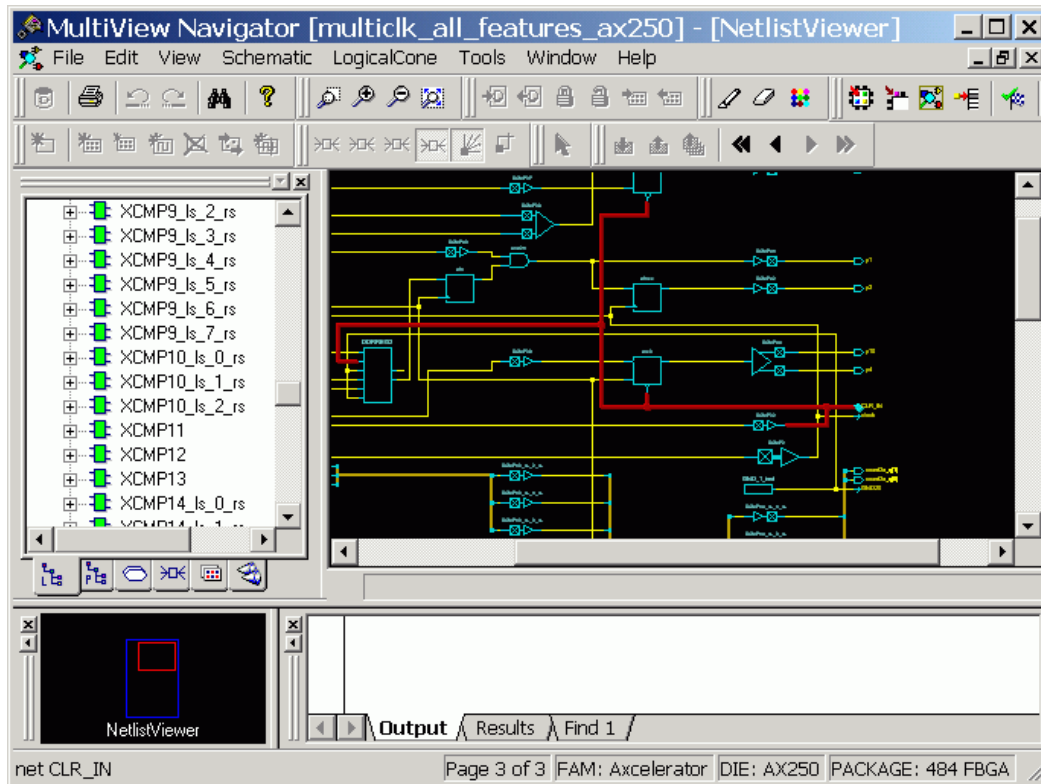 MultiView Navigator [multiclk_all_features_ax250] - [NetlistViewer]
File Edit View Schematic LogicalCone Tools Window Help
XCMP9_ls_2_rs
XCMP9_ls_3_rs
XCMP9_ls_4_rs
XCMP9_ls_5_rs
XCMP9_ls_6_rs
XCMP9_ls_7_rs
XCMP10_ls_0_rs
XCMP10_ls_1_rs
XCMP10_ls_2_rs
XCMP11
XCMP12
XCMP13
XCMP14_ls_0_rs
XCMP14_ls_1_rs
CLR_IN
NetlistViewer
Output Results Find 1
net CLR_IN
Page 3 of 3 FAM: Axcelerator DIE: AX250 PACKAGE: 484 FBGA